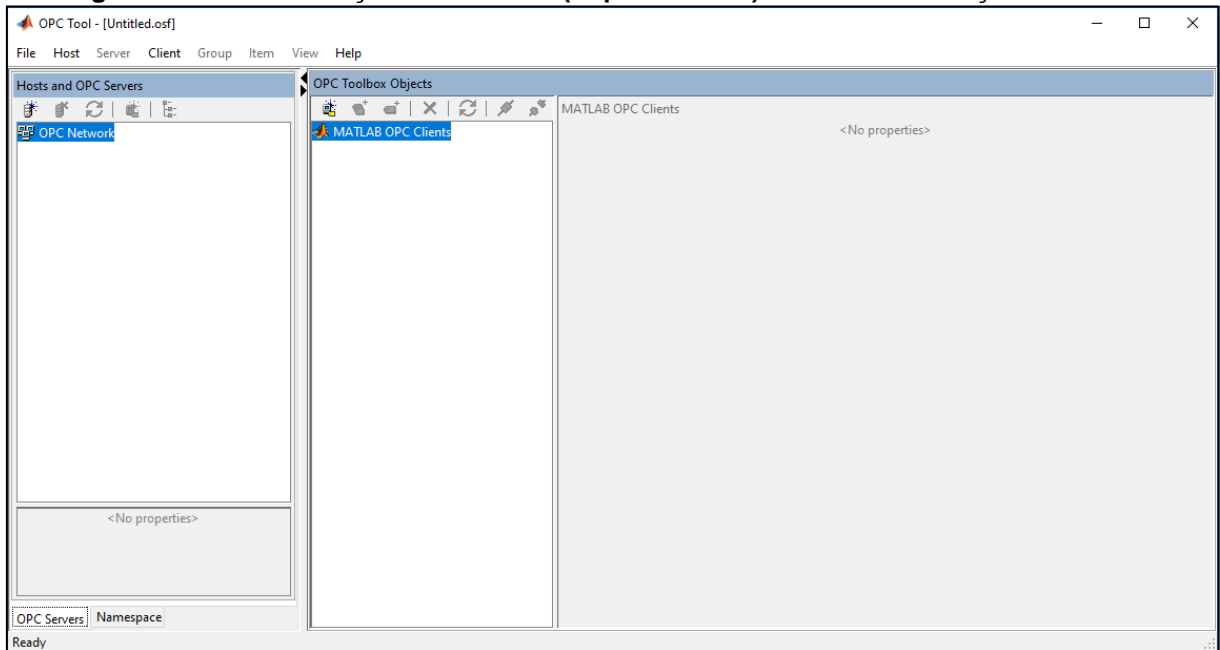 OPC Tool - [Untitled.osf]
File Host Server Client Group Item View Help
Hosts and OPC Servers
OPC Network
<No properties>
OPC Servers Namespace
OPC Toolbox Objects
MATLAB OPC Clients
MATLAB OPC Clients
<No properties>
Ready